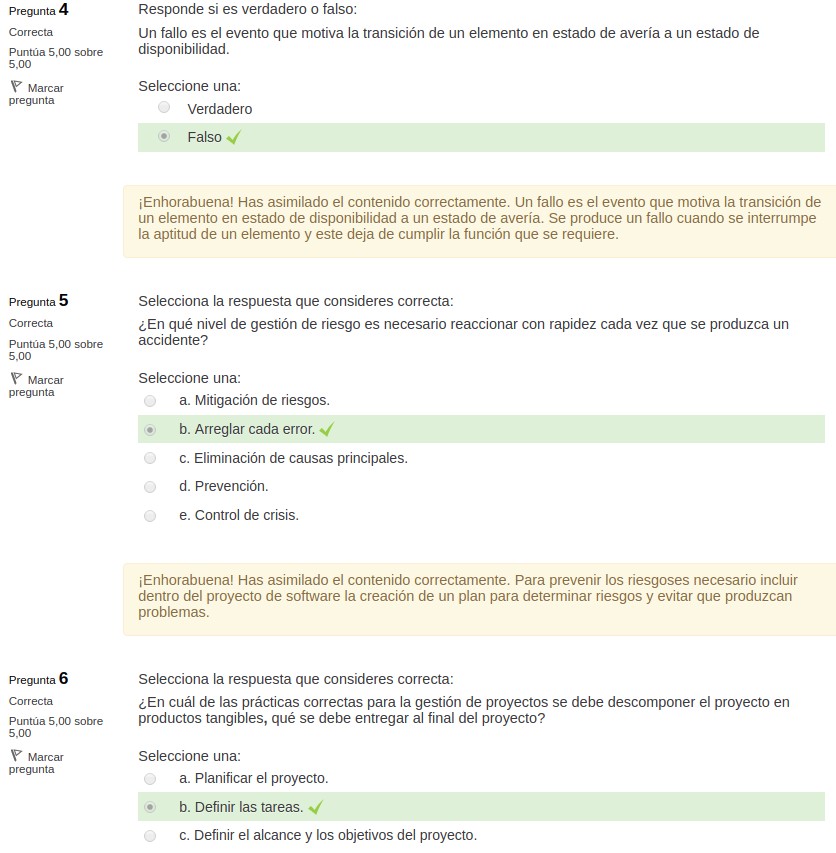 Pregunta 4
Correcta
Puntúa 5,00 sobre
5,00
Marcar
pregunta
Responde si es verdadero o falso:
Un fallo es el evento que motiva la transición de un elemento en estado de avería a un estado de
disponibilidad.
Seleccione una:
Verdadero
Falso
¡Enhorabuena! Has asimilado el contenido correctamente. Un fallo es el evento que motiva la transición de
un elemento en estado de disponibilidad a un estado de avería. Se produce un fallo cuando se interrumpe
la aptitud de un elemento y este deja de cumplir la función que se requiere.
Pregunta 5
Correcta
Puntúa 5,00 sobre
5,00
Marcar
pregunta
Selecciona la respuesta que consideres correcta:
¿En qué nivel de gestión de riesgo es necesario reaccionar con rapidez cada vez que se produzca un
accidente?
Seleccione una:
a. Mitigación de riesgos.
b. Arreglar cada error.
c. Eliminación de causas principales.
d. Prevención.
e. Control de crisis.
¡Enhorabuena! Has asimilado el contenido correctamente. Para prevenir los riesgoses necesario incluir
dentro del proyecto de software la creación de un plan para determinar riesgos y evitar que produzcan
problemas.
Pregunta 6
Correcta
Puntúa 5,00 sobre
5,00
Marcar
pregunta
Selecciona la respuesta que consideres correcta:
¿En cuál de las prácticas correctas para la gestión de proyectos se debe descomponer el proyecto en
productos tangibles, qué se debe entregar al final del proyecto?
Seleccione una:
a. Planificar el proyecto.
b. Definir las tareas.
c. Definir el alcance y los objetivos del proyecto.